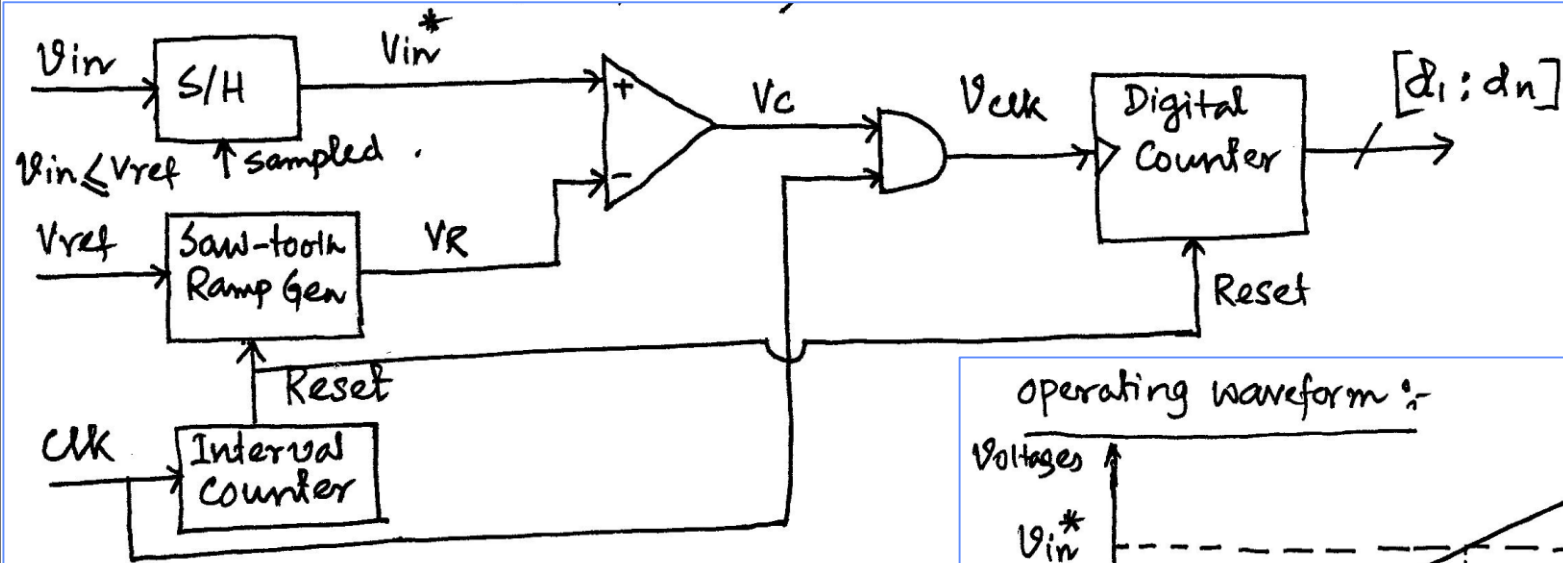 Vin
S/H
Vin*
Vin ≤ Vref
sampled.
Vref
Saw-tooth
Ramp Gen
VR
+
-
VC
Vclk
Digital
Counter
[d1 : dn]
Reset
Reset
Clk
Interval
Counter
operating waveform :-
Voltages
Vin*